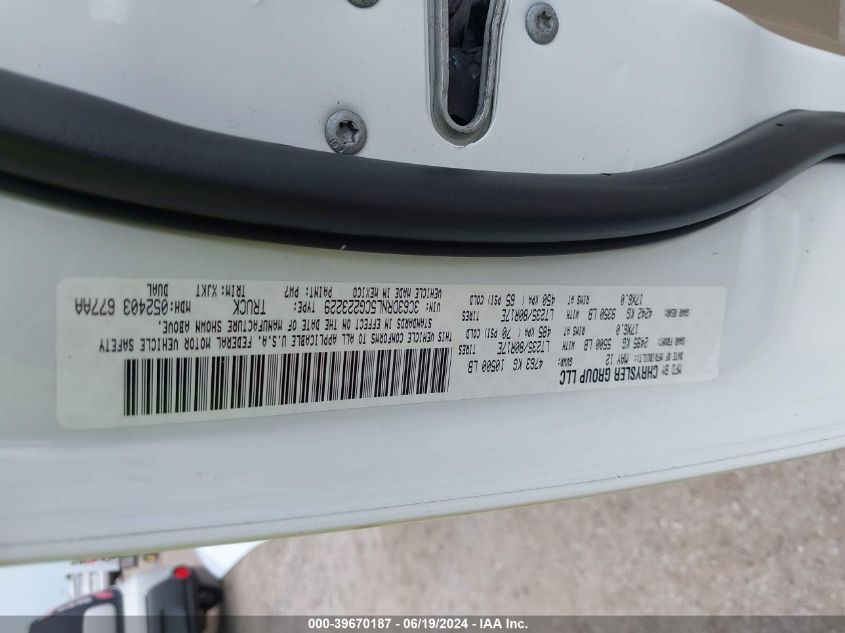 MFD BY CHRYSLER GROUP LLC
DATE OF MFR(BUILT): MAY 12 GVWR: 4763 KG 10500 LB
GAWR FRONT: 2495 KG 5500 LB WITH LT235/80R17E TIRES
17X6.0 RIMS AT 485 kPa ( 70 PSI) COLD
GAWR REAR: 4242 KG 9350 LB WITH LT235/80R17E TIRES
17X6.0 RIMS AT 450 kPa ( 65 PSI) COLD
THIS VEHICLE CONFORMS TO ALL APPLICABLE U.S.A. FEDERAL MOTOR VEHICLE SAFETY
STANDARDS IN EFFECT ON THE DATE OF MANUFACTURE SHOWN ABOVE.
VIN: 3C63DRNL5CG223229 TYPE: TRUCK MDH: 052403 677AA
DUAL
VEHICLE MADE IN MEXICO PAINT: PW7 TRIM: XJKT
000-39670187 - 06/19/2024 - IAA Inc.